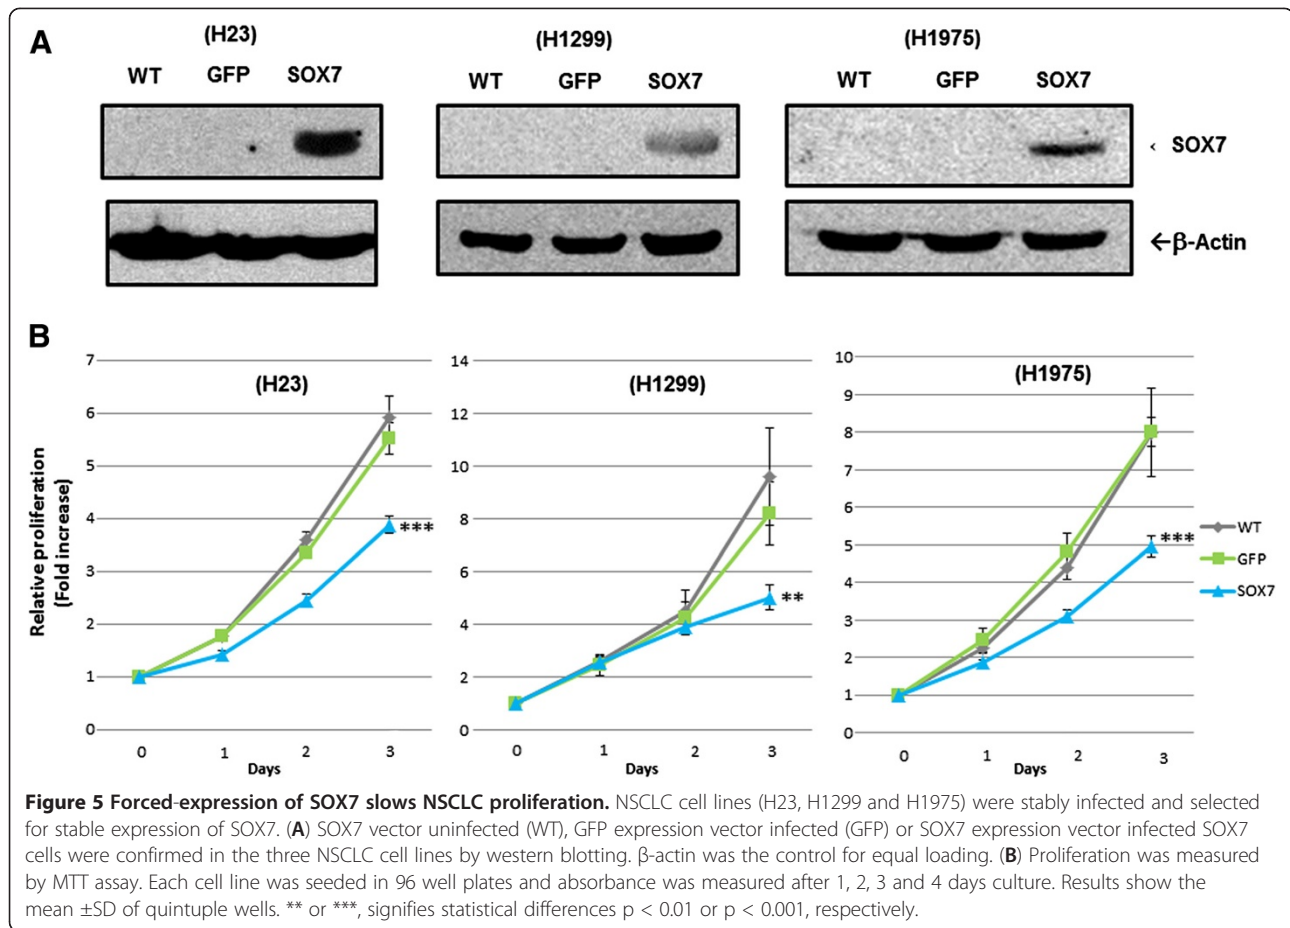 A
(H23)
(H1299)
(H1975)
WT GFP SOX7
WT GFP SOX7
WT GFP SOX7
‹ SOX7
←β-Actin
B
Relative proliferation
(Fold increase)
(H23)
7
6
5
4
3
2
1
0
0 1 2 3
Days
(H1299)
14
12
10
8
6
4
2
0
0 1 2 3
Days
(H1975)
10
9
8
7
6
5
4
3
2
1
0
0 1 2 3
Days
***
**
***
WT
GFP
SOX7
Figure 5 Forced-expression of SOX7 slows NSCLC proliferation. NSCLC cell lines (H23, H1299 and H1975) were stably infected and selected
for stable expression of SOX7. (A) SOX7 vector uninfected (WT), GFP expression vector infected (GFP) or SOX7 expression vector infected SOX7
cells were confirmed in the three NSCLC cell lines by western blotting. β-actin was the control for equal loading. (B) Proliferation was measured
by MTT assay. Each cell line was seeded in 96 well plates and absorbance was measured after 1, 2, 3 and 4 days culture. Results show the
mean ±SD of quintuple wells. ** or ***, signifies statistical differences p < 0.01 or p < 0.001, respectively.